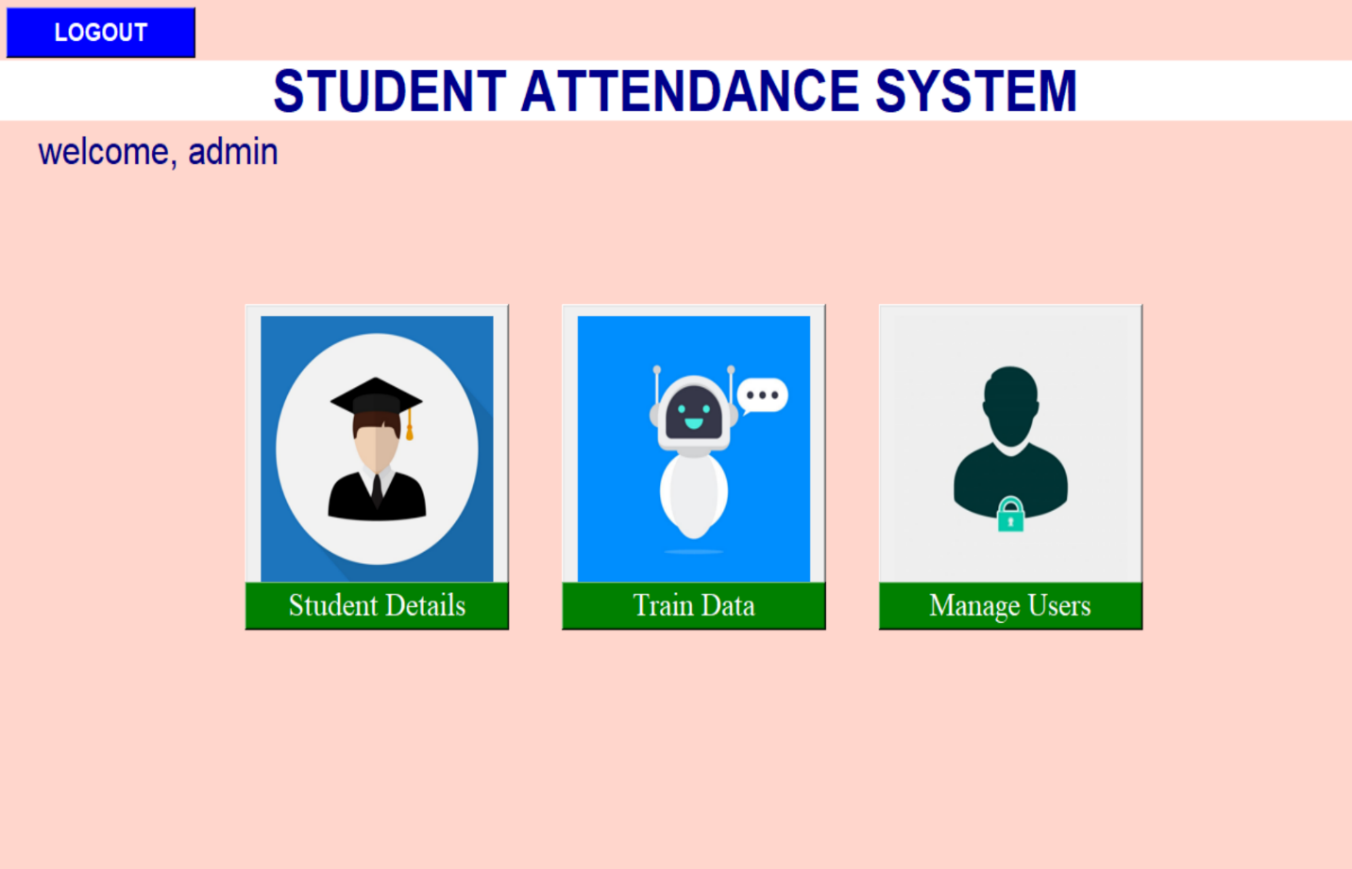 LOGOUT
STUDENT ATTENDANCE SYSTEM
welcome, admin
Student Details
Train Data
Manage Users